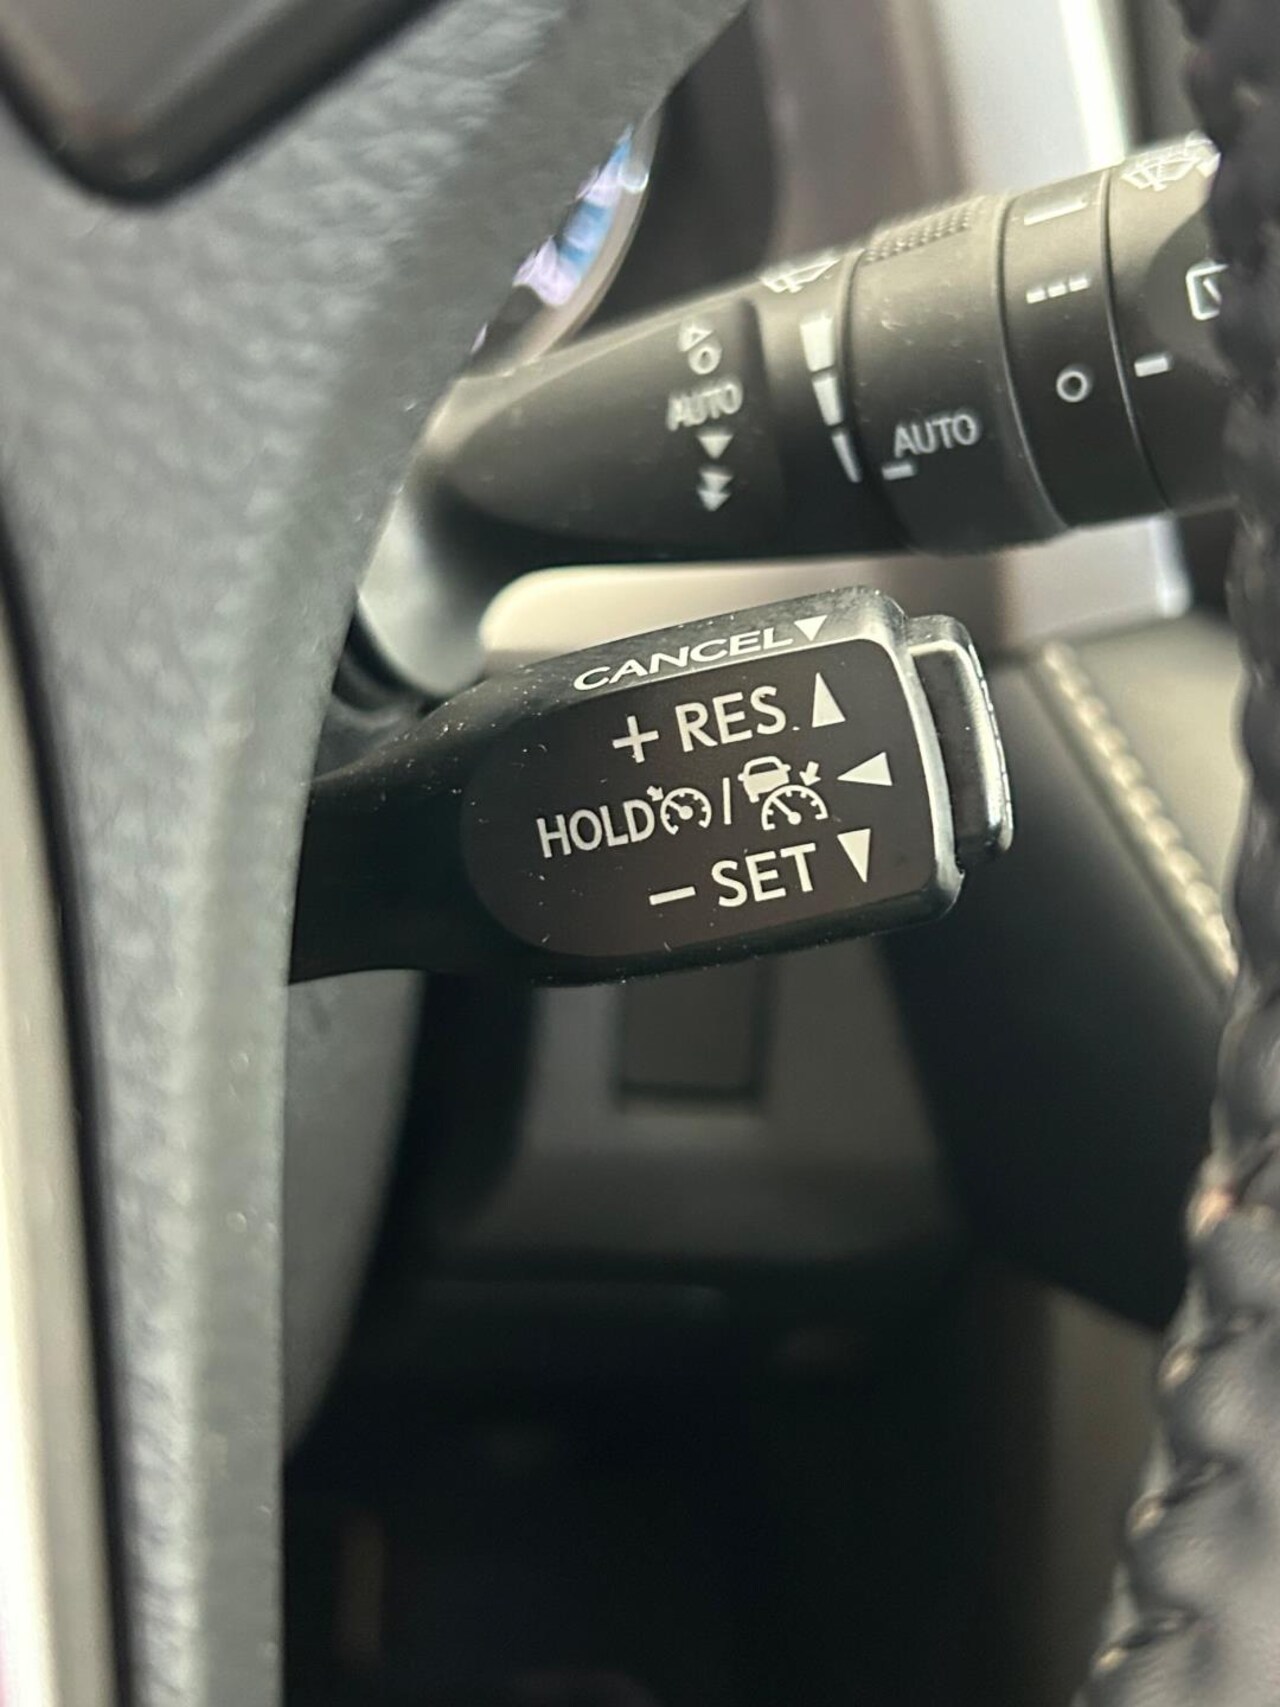 AUTO
AUTO
CANCEL
+ RES
HOLD /
- SET